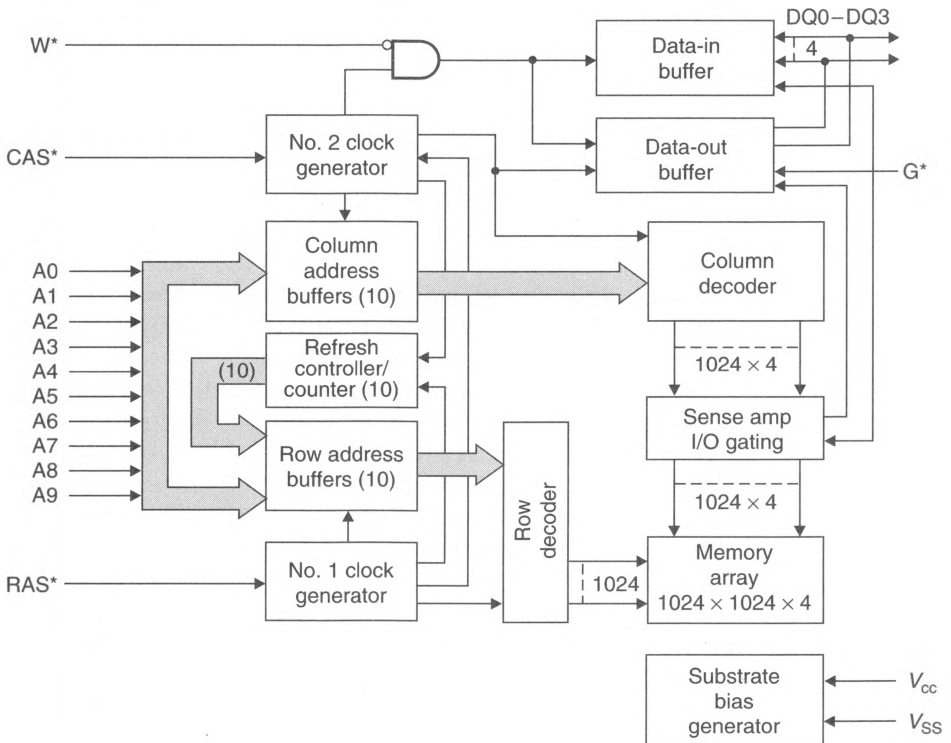 DQ0–DQ3
W*
4
Data-in
buffer
CAS*
No. 2 clock
generator
Data-out
buffer
G*
A0
A1
A2
A3
A4
A5
A6
A7
A8
A9
Column
address
buffers (10)
Column
decoder
(10)
Refresh
controller/
counter (10)
1024 × 4
Sense amp
I/O gating
Row address
buffers (10)
1024 × 4
Row
decoder
RAS*
No. 1 clock
generator
1024
Memory
array
1024 × 1024 × 4
Substrate
bias
generator
Vcc
VSS